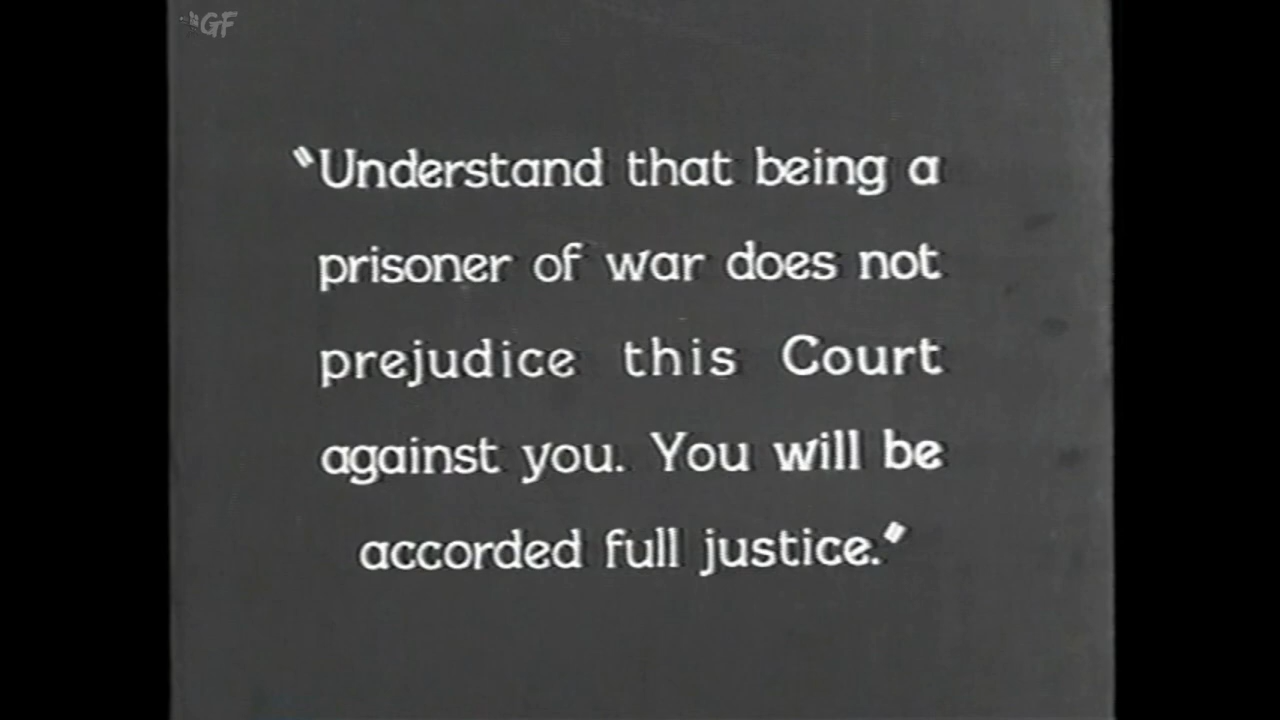 GF
"Understand that being a
prisoner of war does not
prejudice this Court
against you. You will be
accorded full justice."